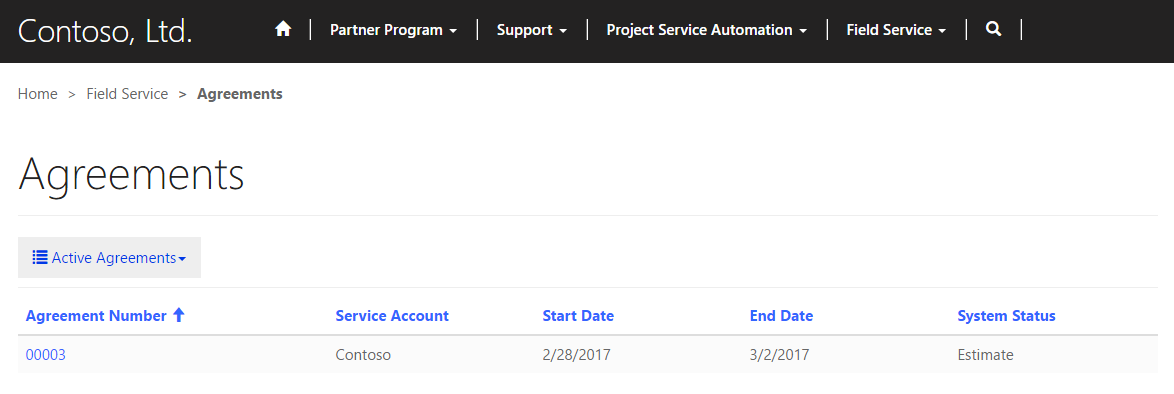 Contoso, Ltd. Partner Program Support Project Service Automation Field Service
Home > Field Service > Agreements
Agreements
Active Agreements
Agreement Number Service Account Start Date End Date System Status
00003 Contoso 2/28/2017 3/2/2017 Estimate